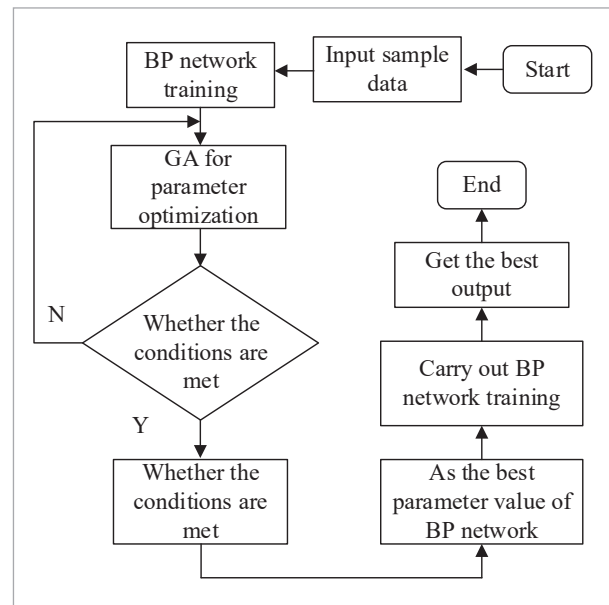 Start
Input sample
data
BP network
training
GA for
parameter
optimization
Whether the
conditions are
met
N
Y
Whether the
conditions are
met
As the best
parameter value of
BP network
Carry out BP
network training
Get the best
output
End